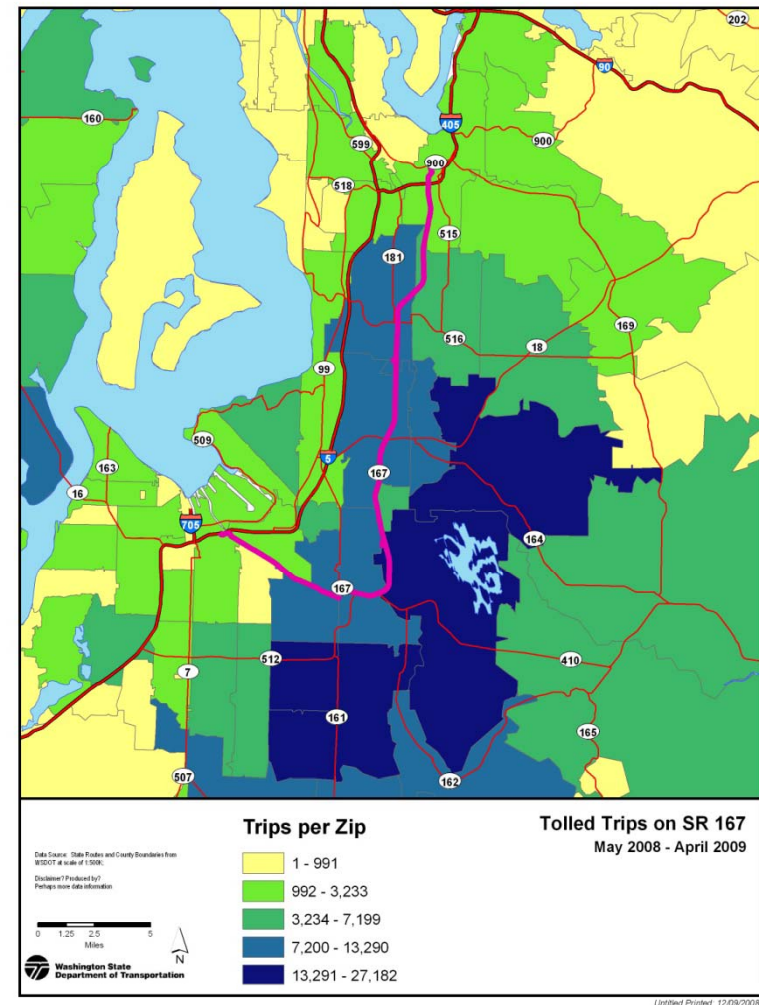 202
90
160
405
599
900
900
518
515
181
169
516
18
99
509
5
163
167
16
705
164
167
512
410
7
161
165
162
507
Trips per Zip
1 - 991
992 - 3,233
3,234 - 7,199
7,200 - 13,290
13,291 - 27,182
Tolled Trips on SR 167
May 2008 - April 2009
Data Source: State Routes and County Boundaries from
WSDOT at scale of 1:500K.
Disclaimer? Produced by?
Perhaps more data information
0 1.25 2.5 5
Miles
N
Washington State
Department of Transportation
Untitled Printed: 12/09/2008